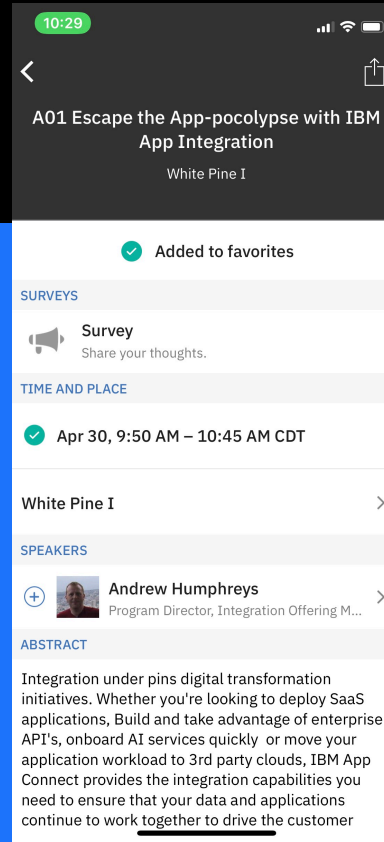 10:29
A01 Escape the App-pocolypse with IBM
App Integration
White Pine I
Added to favorites
SURVEYS
Survey
Share your thoughts.
TIME AND PLACE
Apr 30, 9:50 AM – 10:45 AM CDT
White Pine I
SPEAKERS
Andrew Humphreys
Program Director, Integration Offering M...
ABSTRACT
Integration under pins digital transformation
initiatives. Whether you're looking to deploy SaaS
applications, Build and take advantage of enterprise
API's, onboard AI services quickly  or move your
application workload to 3rd party clouds, IBM App
Connect provides the integration capabilities you
need to ensure that your data and applications
continue to work together to drive the customer